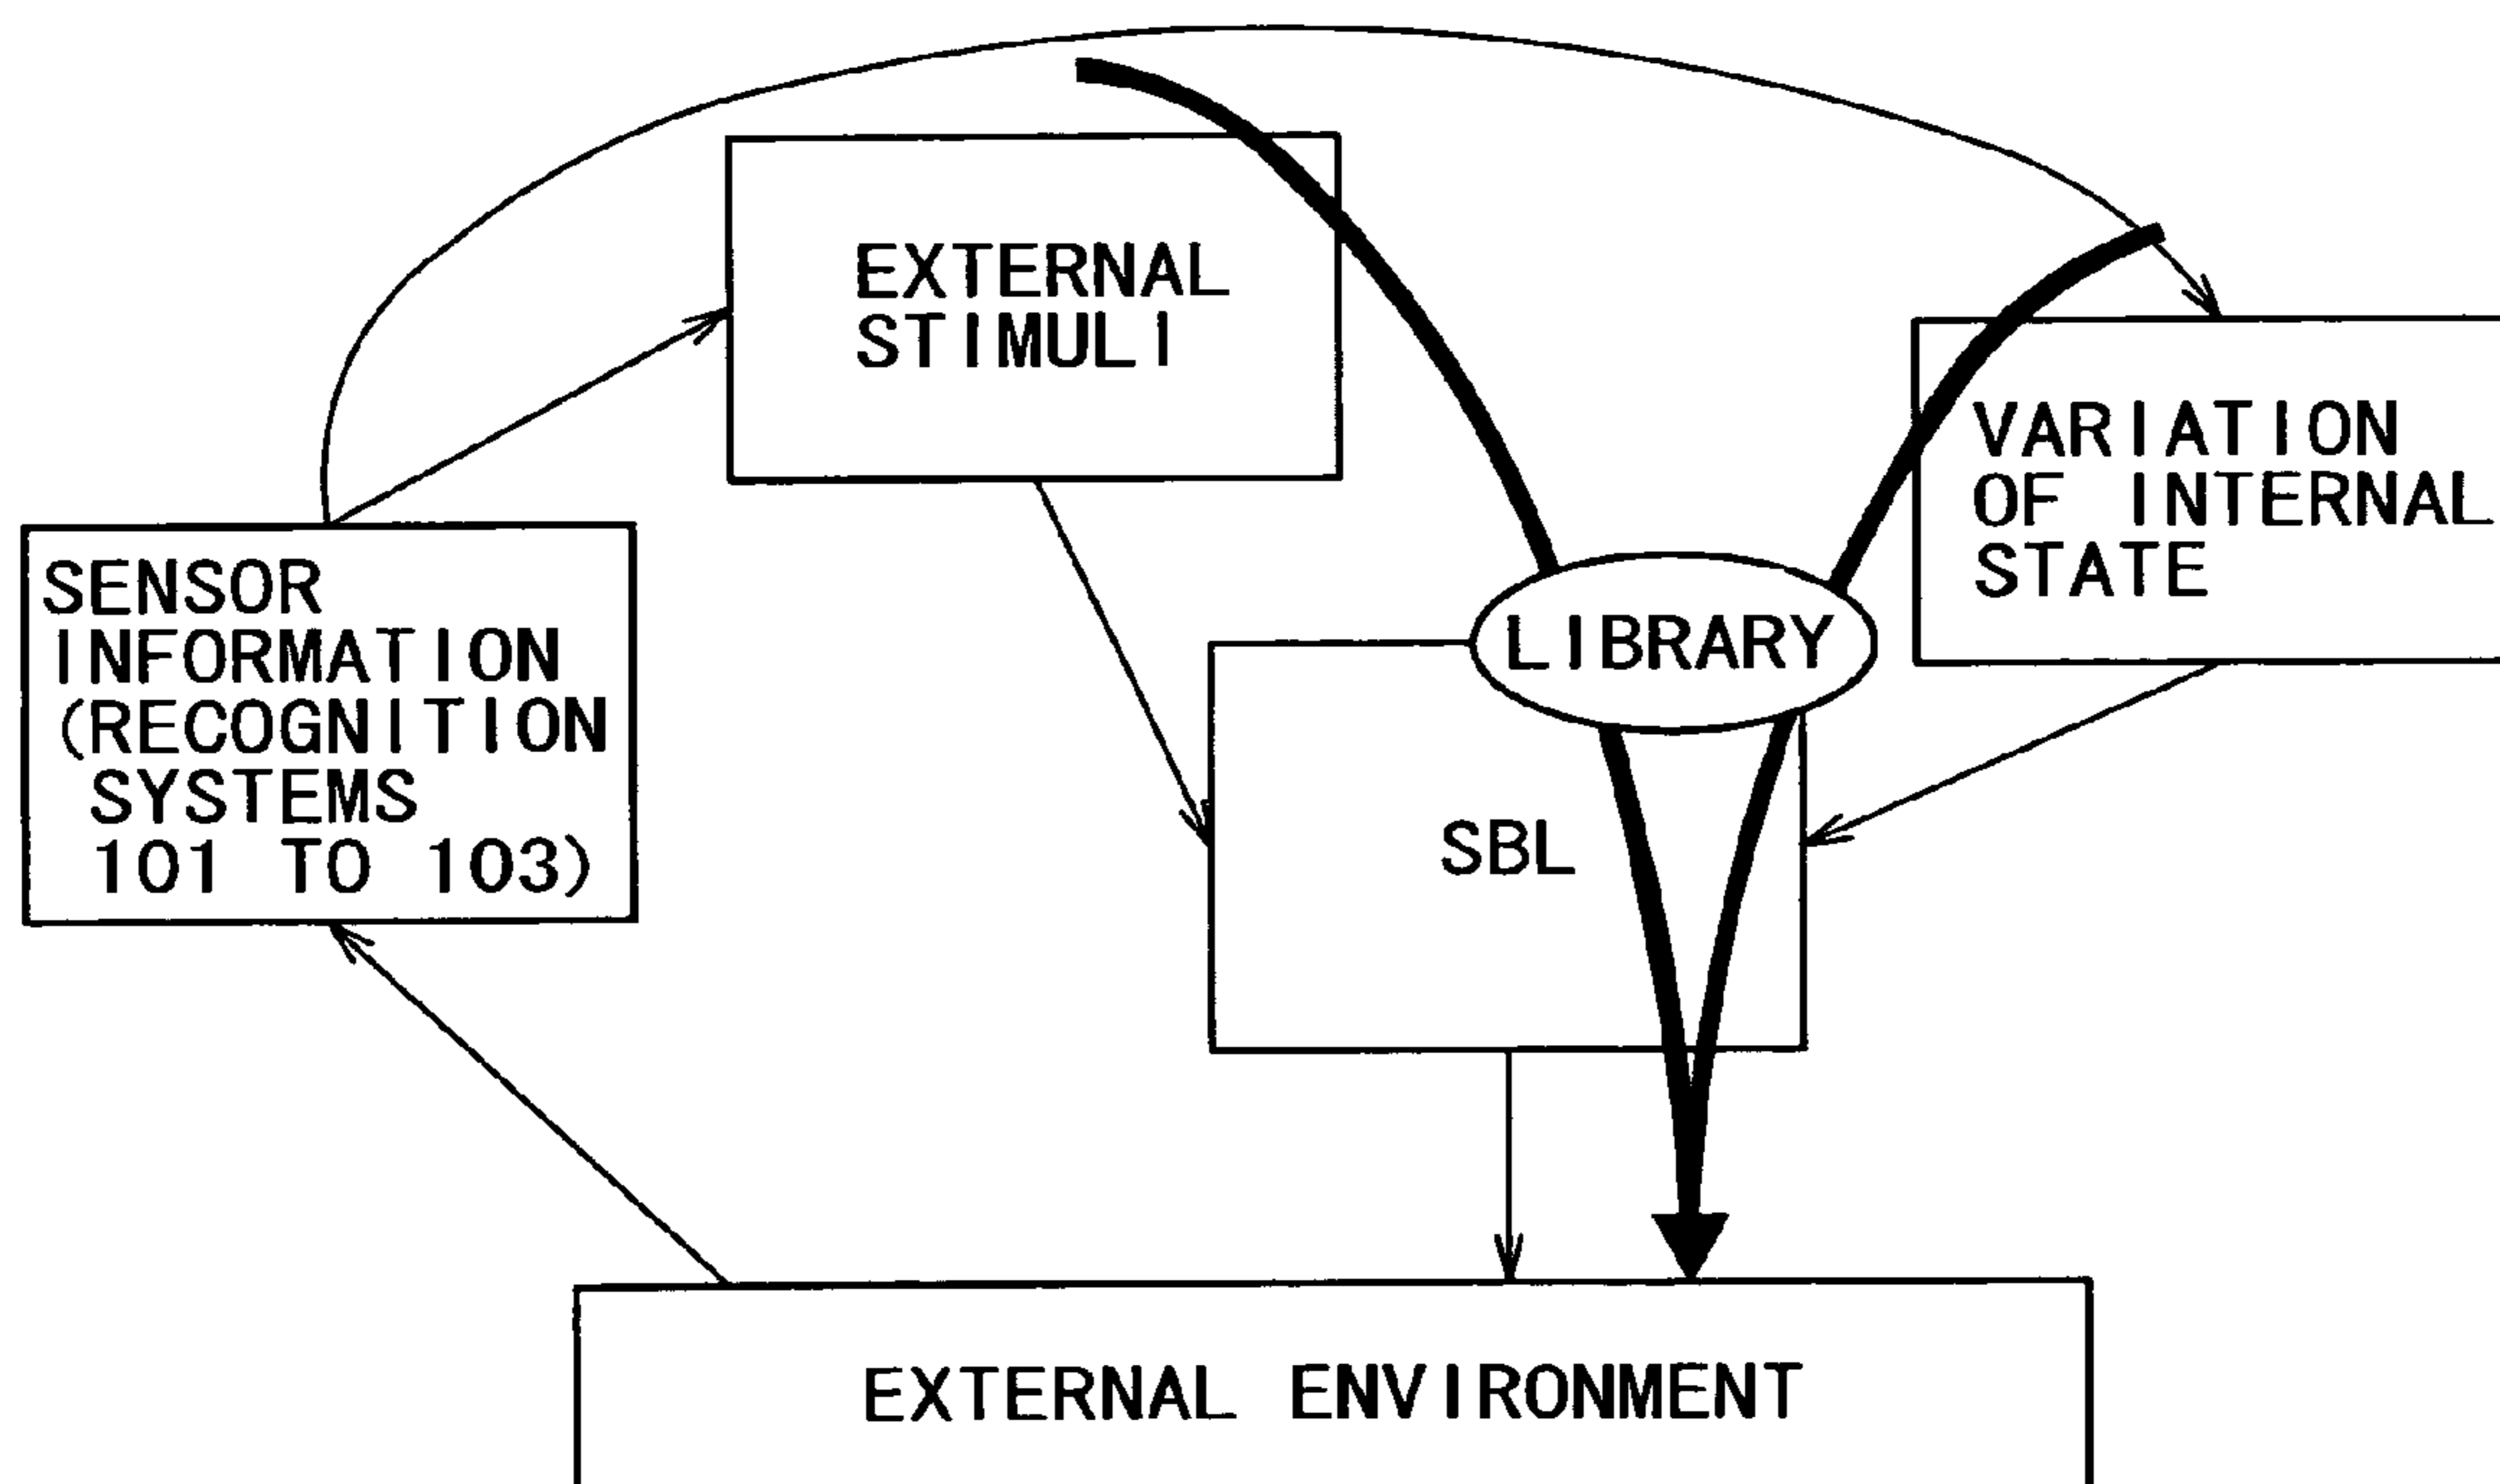 EXTERNAL
STIMULI
VARIATION
OF INTERNAL
STATE
SENSOR
INFORMATION
(RECOGNITION
SYSTEMS
101 TO 103)
LIBRARY
SBL
EXTERNAL ENVIRONMENT